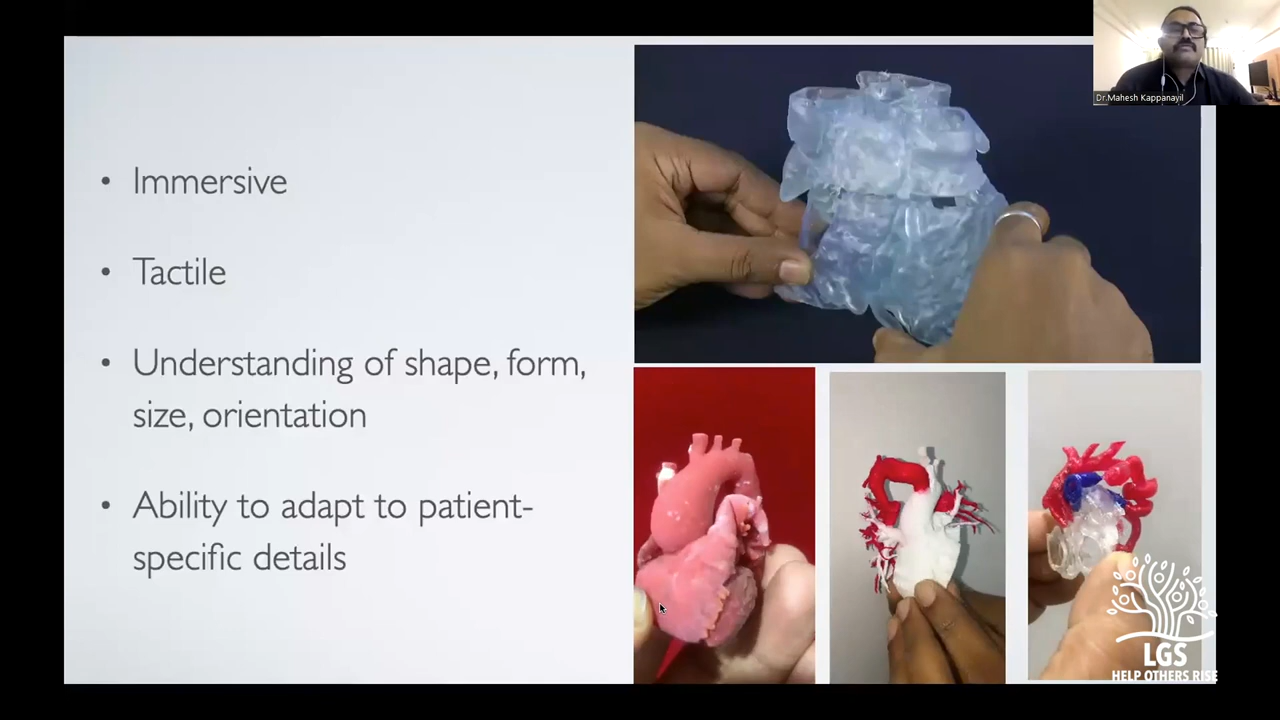 Dr.Mahesh Kappanayil
• Immersive
• Tactile
• Understanding of shape, form,
size, orientation
• Ability to adapt to patient-
specific details
LGS
HELP OTHERS RISE